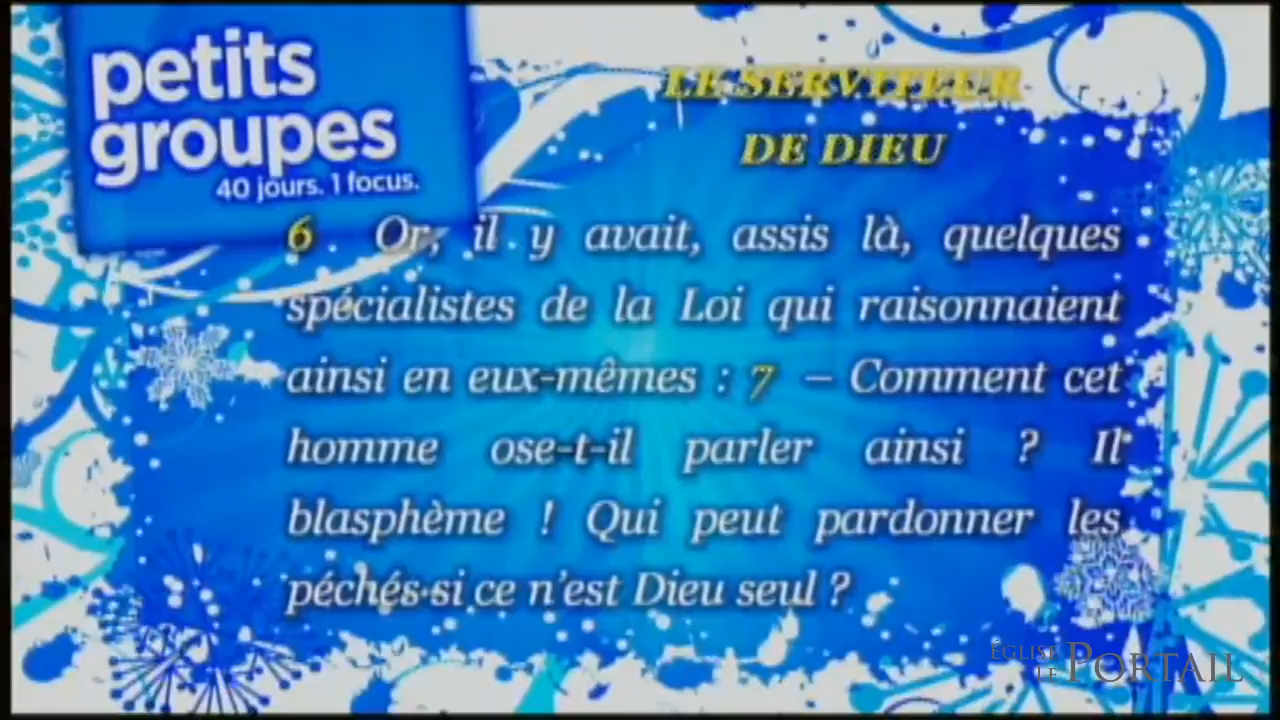 petits
groupes
40 jours. 1 focus.
LE SERVITEUR
DE DIEU
6 Or, il y avait, assis là, quelques
spécialistes de la Loi qui raisonnaient
ainsi en eux-mêmes : 7 – Comment cet
homme ose-t-il parler ainsi ? Il
blasphème ! Qui peut pardonner les
péchés si ce n'est Dieu seul ?
ÉGLISE
LE PORTAIL